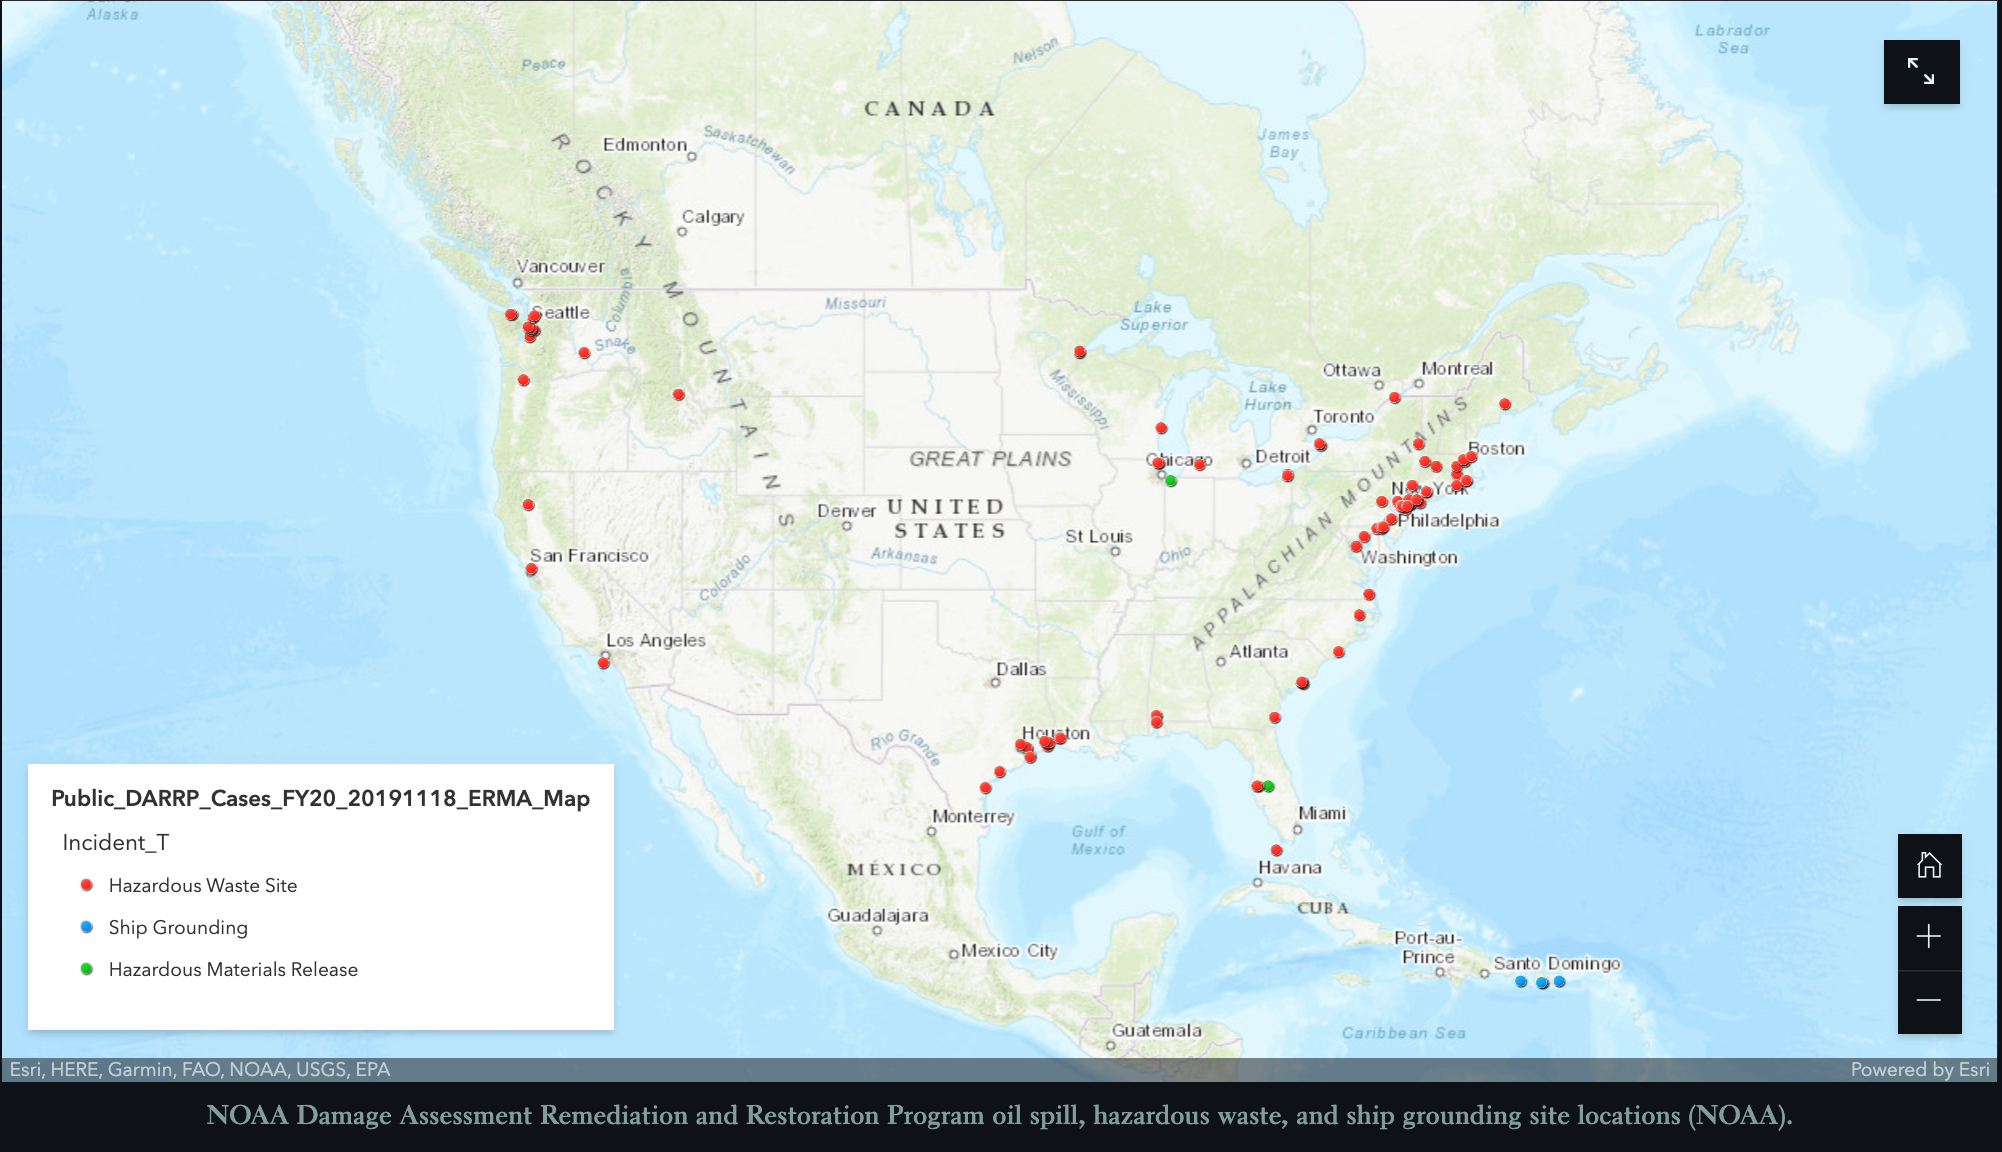 Alaska
Labrador
Sea
Peace
Nelson
CANADA
James
Bay
ROCKY MOUNTAINS
Edmonton
Saskatchewan
Calgary
Vancouver
Columbia
Seattle
Snake
Missouri
Lake
Superior
Mississippi
Ottawa
Montreal
Lake
Huron
Toronto
APPALACHIAN MOUNTAINS
GREAT PLAINS
Chicago
Detroit
Boston
New York
UNITED
STATES
Denver
Philadelphia
St Louis
Ohio
Washington
San Francisco
Colorado
Arkansas
Los Angeles
Atlanta
Dallas
Houston
Rio Grande
Monterrey
Gulf of
Mexico
Miami
MÉXICO
Havana
CUBA
Guadalajara
Mexico City
Port-au-
Prince
Santo Domingo
Guatemala
Caribbean Sea
Public_DARRP_Cases_FY20_20191118_ERMA_Map
Incident_T
Hazardous Waste Site
Ship Grounding
Hazardous Materials Release
Esri, HERE, Garmin, FAO, NOAA, USGS, EPA
Powered by Esri
NOAA Damage Assessment Remediation and Restoration Program oil spill, hazardous waste, and ship grounding site locations (NOAA).